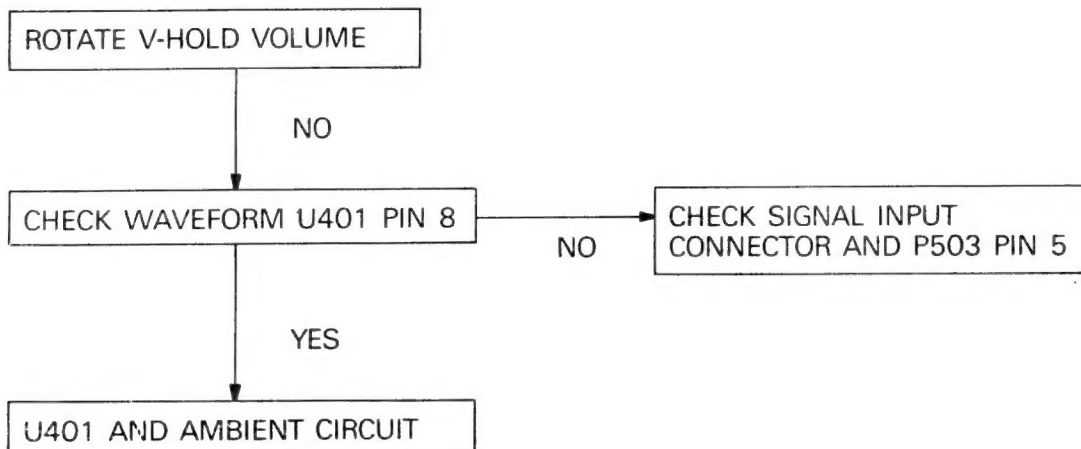 ROTATE V-HOLD VOLUME
NO
CHECK WAVEFORM U401 PIN 8
NO
CHECK SIGNAL INPUT
CONNECTOR AND P503 PIN 5
YES
U401 AND AMBIENT CIRCUIT